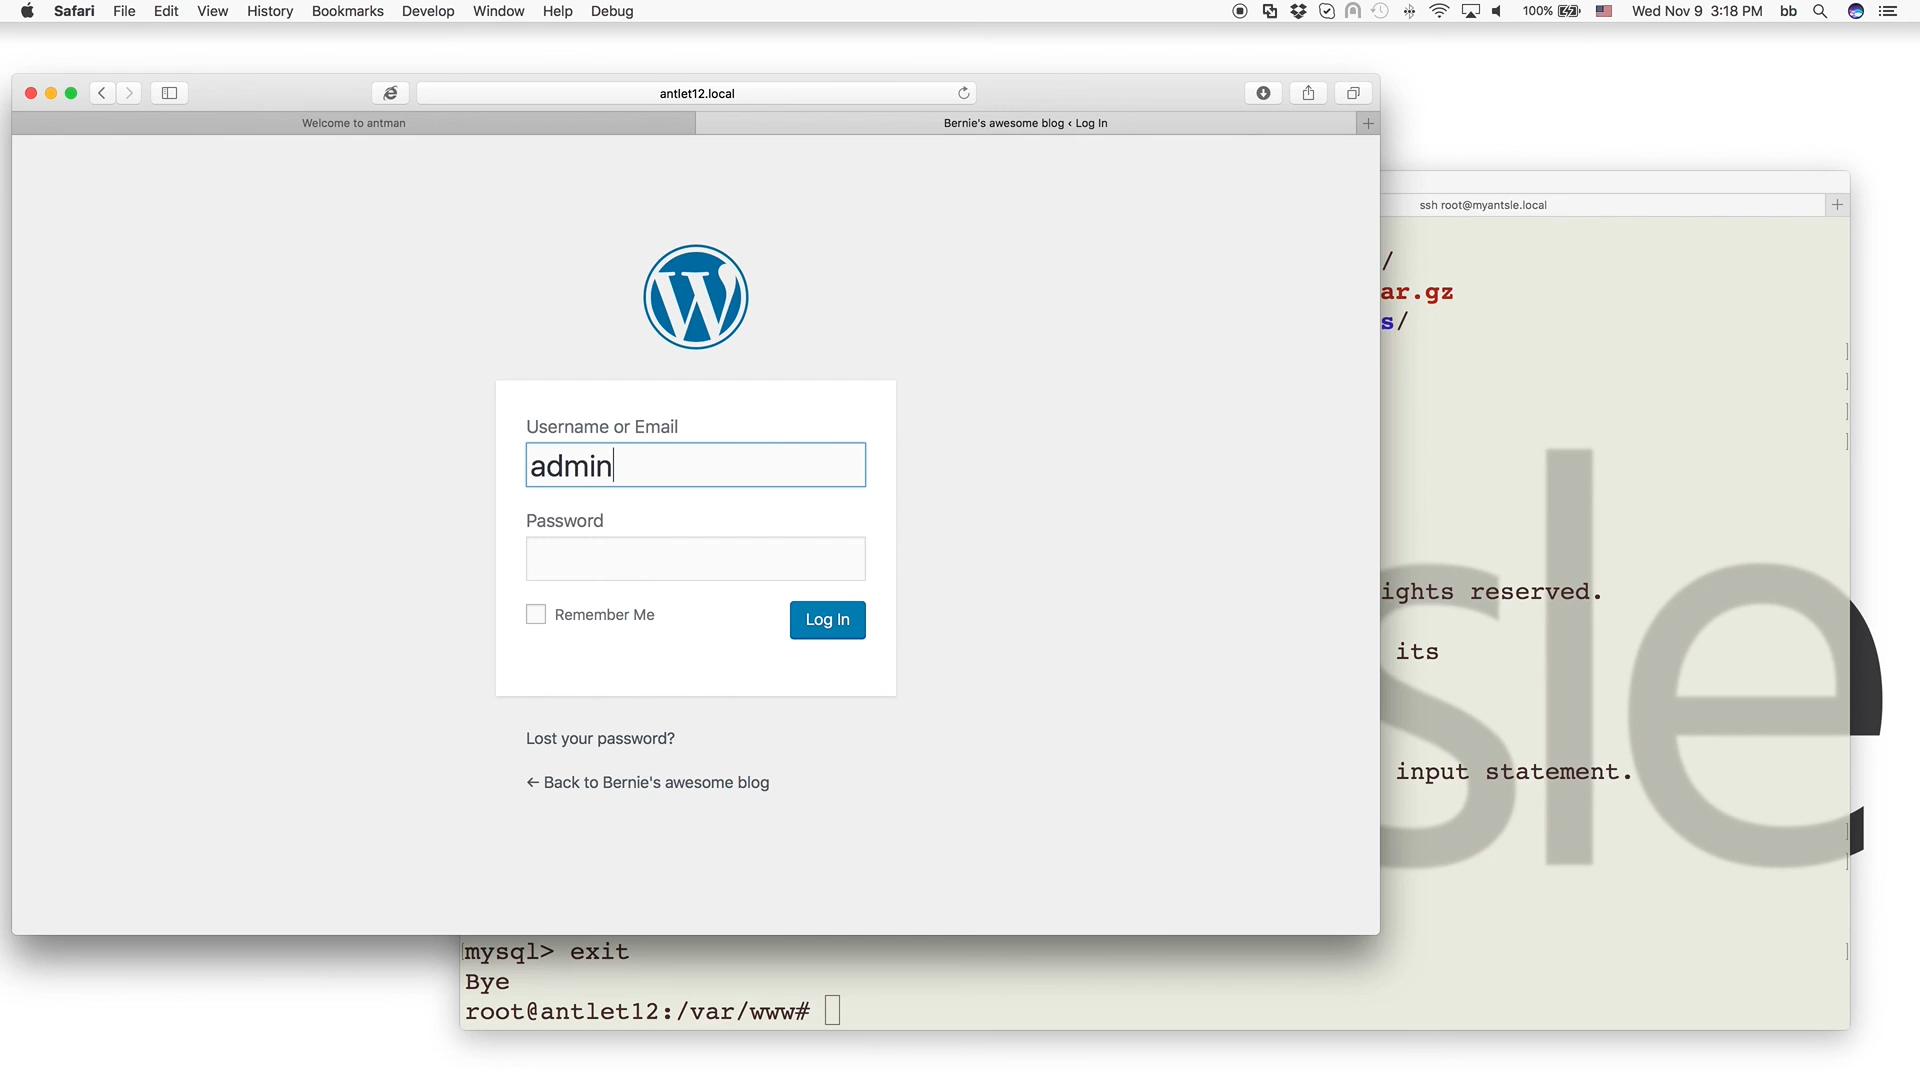 Safari File Edit View History Bookmarks Develop Window Help Debug 100% Wed Nov 9 3:18 PM bb
antlet12.local
Welcome to antman Bernie's awesome blog ‹ Log In +
ssh root@myantsle.local +
/
ar.gz
s/
Username or Email
admin
Password
Remember Me
Log In
Lost your password?
← Back to Bernie's awesome blog
ights reserved.
its
input statement.
sle
mysql> exit
Bye
root@antlet12:/var/www#